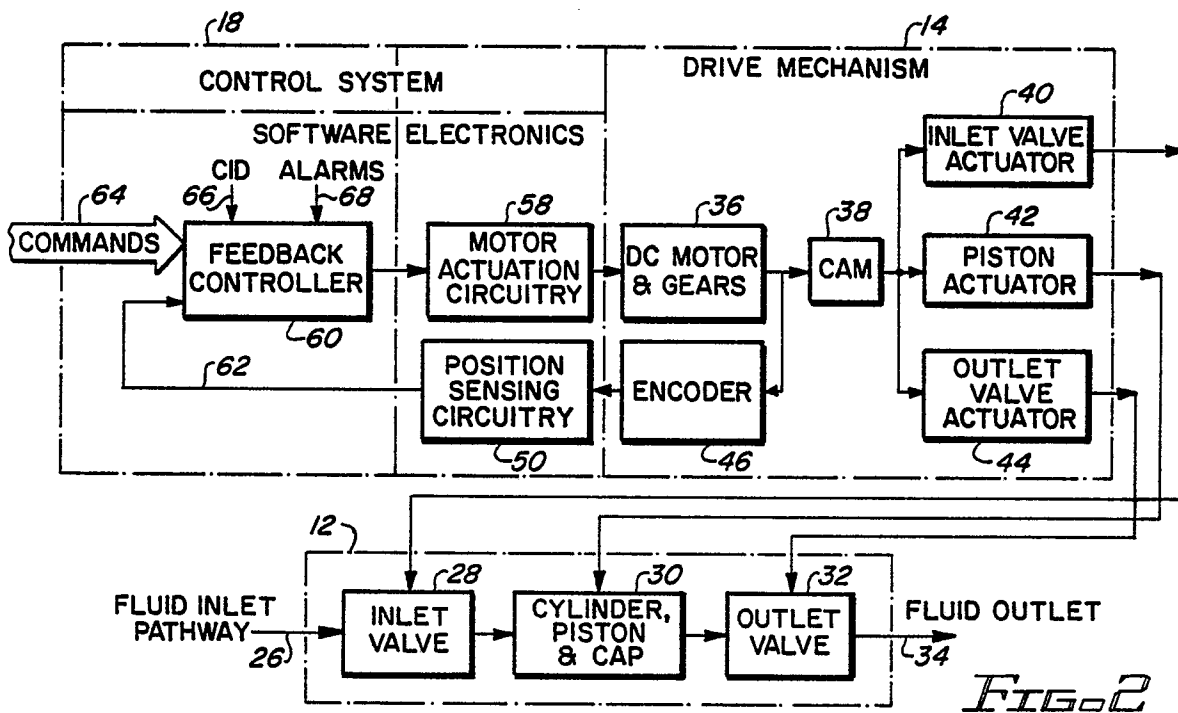 18
14
CONTROL SYSTEM
DRIVE MECHANISM
SOFTWARE ELECTRONICS
CID
ALARMS
66
68
64
COMMANDS
FEEDBACK
CONTROLLER
60
58
MOTOR
ACTUATION
CIRCUITRY
36
DC MOTOR
& GEARS
38
CAM
40
INLET VALVE
ACTUATOR
42
PISTON
ACTUATOR
62
POSITION
SENSING
CIRCUITRY
50
ENCODER
46
OUTLET
VALVE
ACTUATOR
44
12
FLUID INLET
PATHWAY
26
28
INLET
VALVE
30
CYLINDER,
PISTON
& CAP
32
OUTLET
VALVE
FLUID OUTLET
34
FIG. 2